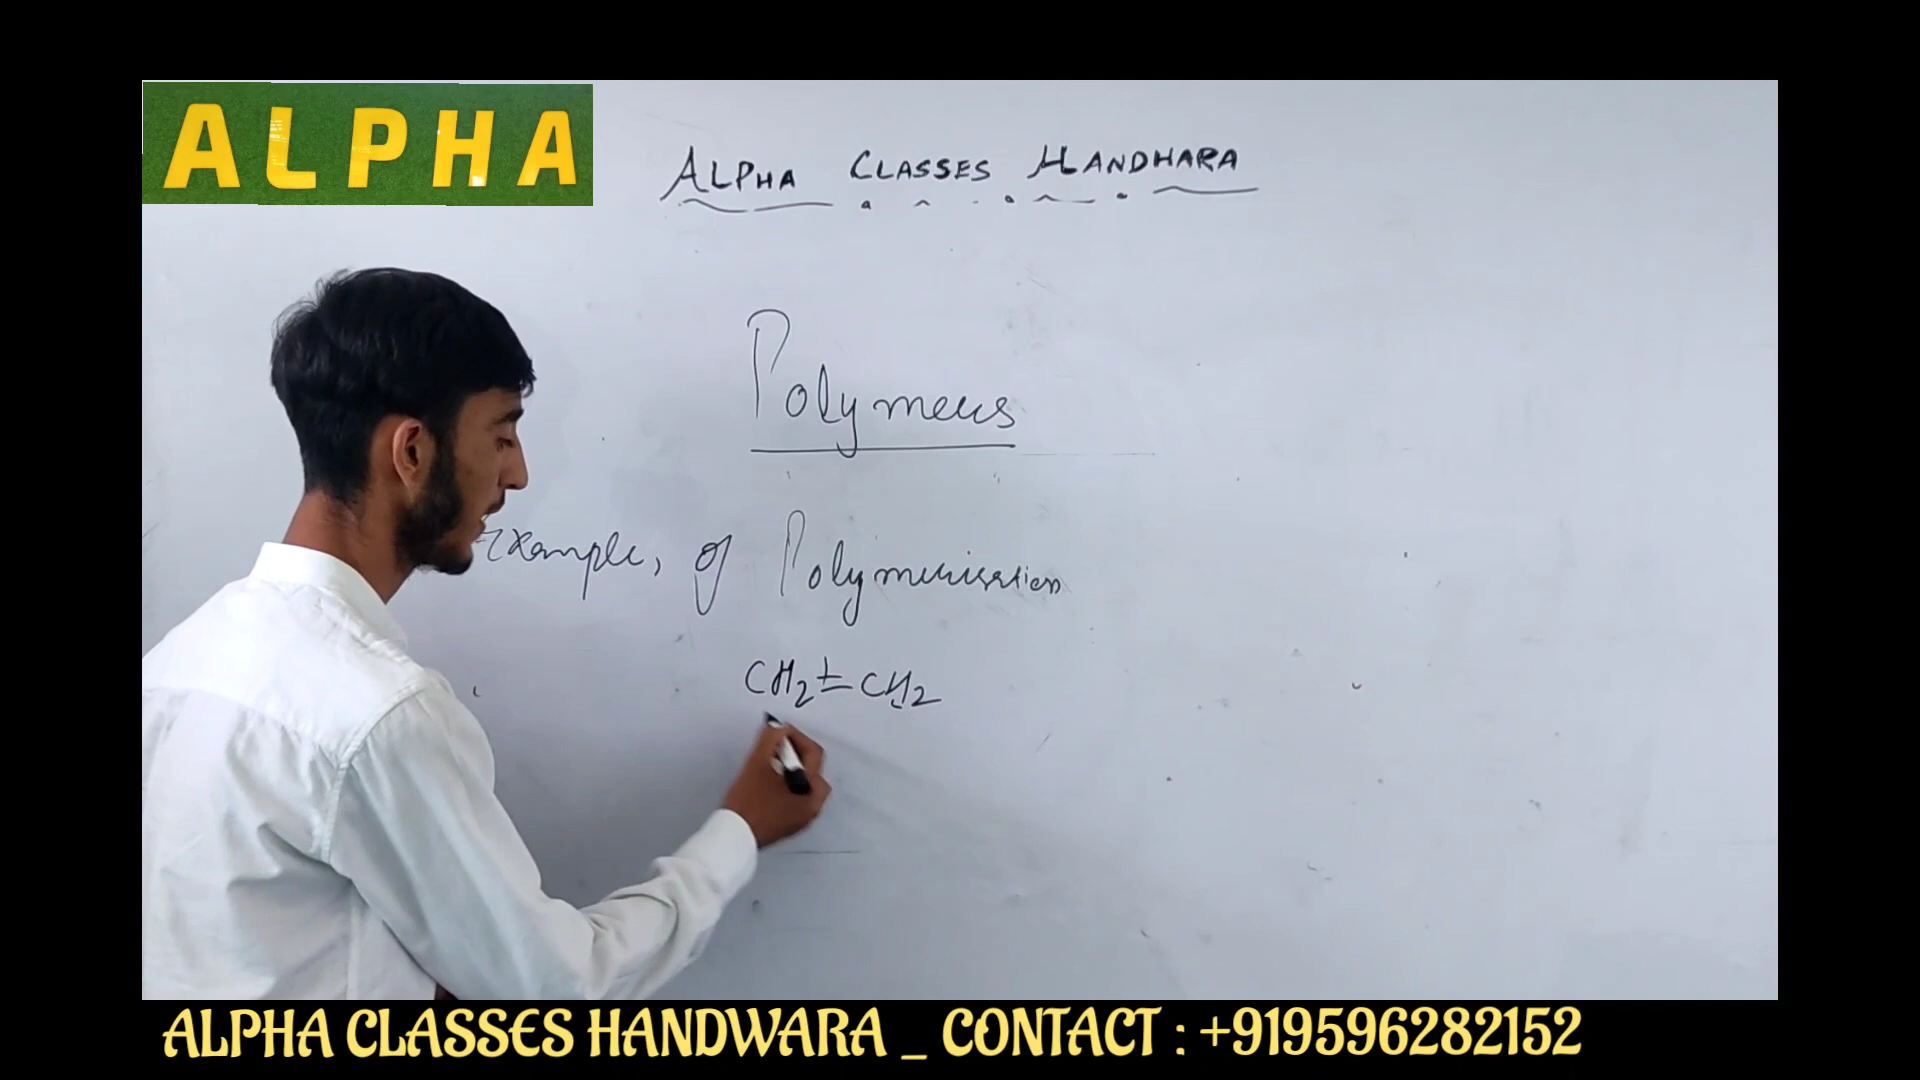 ALPHA
ALPHA CLASSES HANDHARA
Polymers
Example, of Polymerisation
CH2=CH2
ALPHA CLASSES HANDWARA _ CONTACT : +919596282152